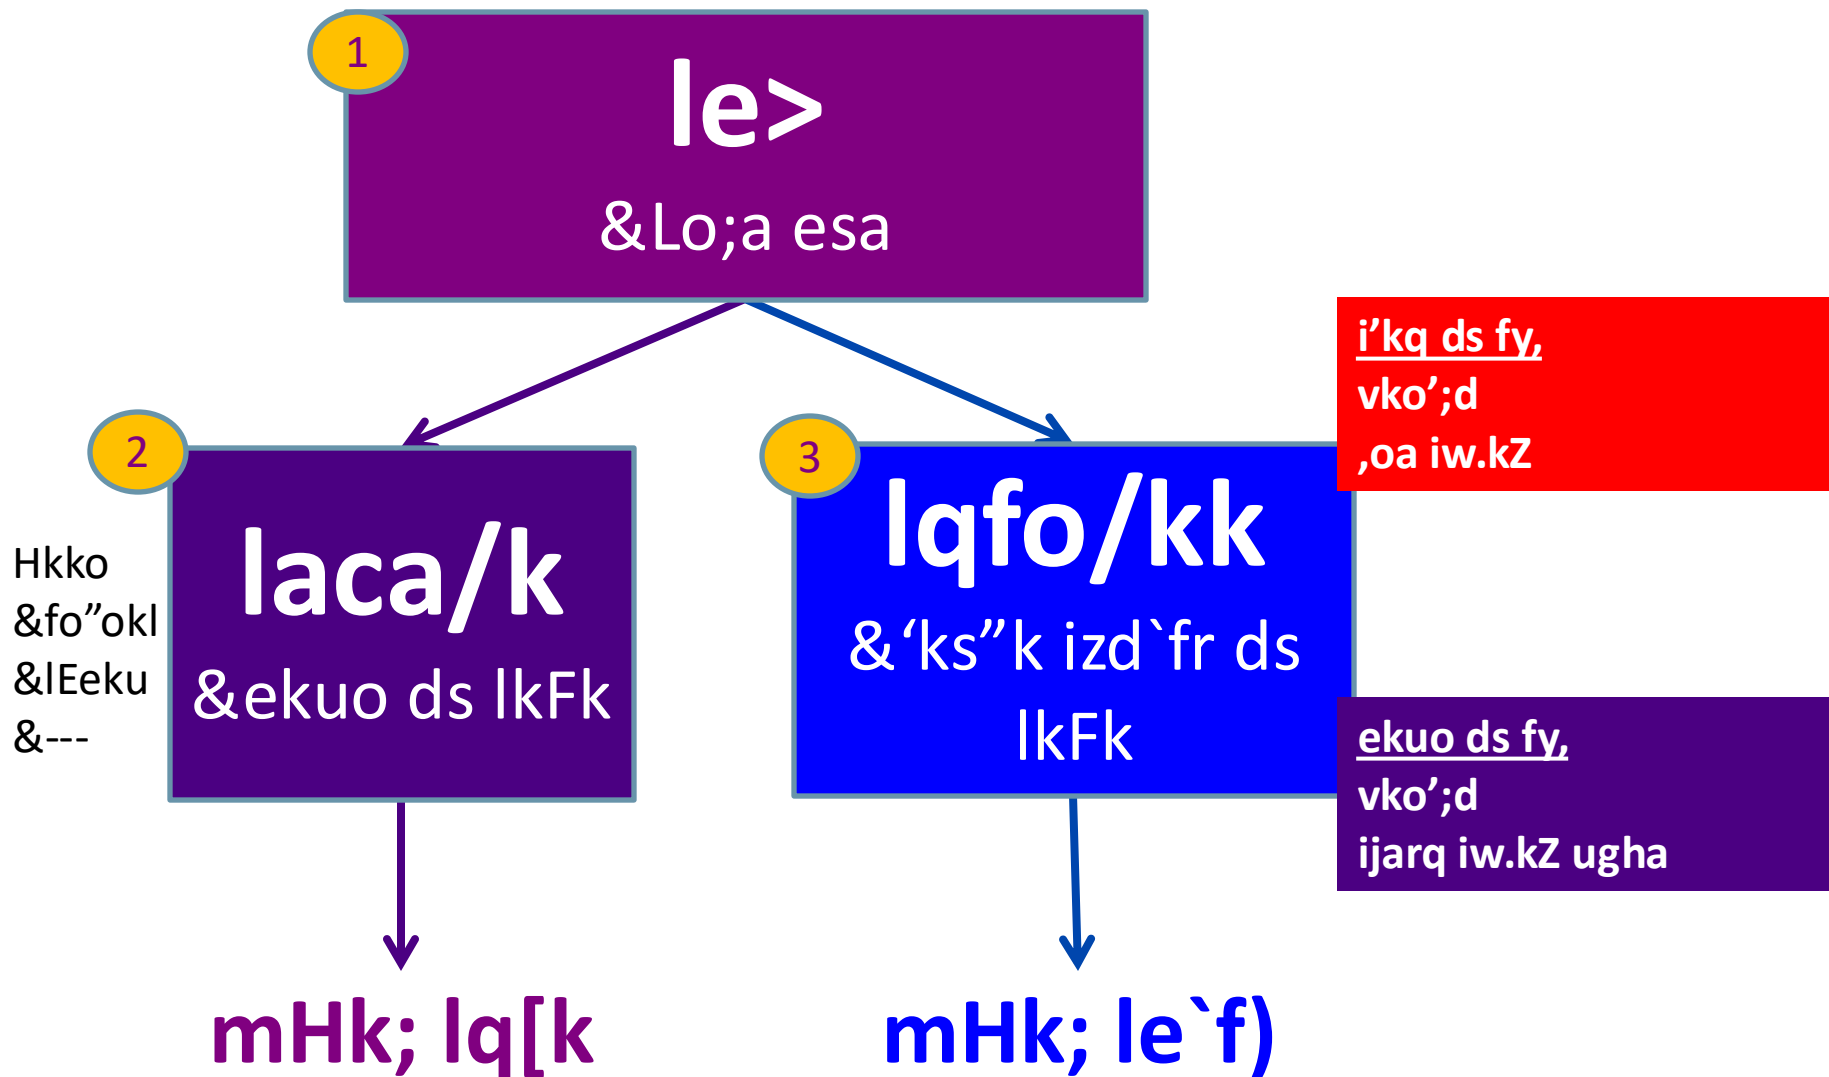 1
le>
&Lo;a esa
i’kq ds fy,
vko’;d
,oa iw.kZ
2
3
laca/k
&ekuo ds lkFk
lqfo/kk
&‘ks”k izd`fr ds
lkFk
Hkko
&fo”okl
&lEeku
&---
ekuo ds fy,
vko’;d
ijarq iw.kZ ugha
mHk; lq[k
mHk; le`f)